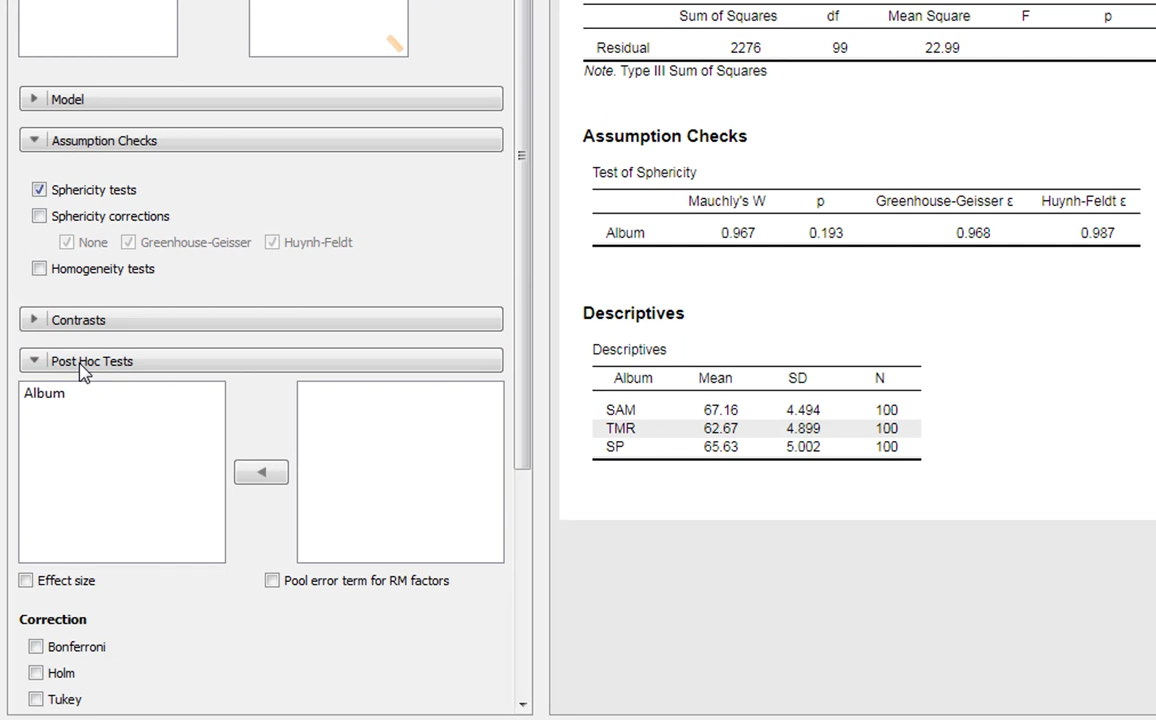 Model
Assumption Checks
Sphericity tests
Sphericity corrections
None Greenhouse-Geisser Huynh-Feldt
Homogeneity tests
Contrasts
Post Hoc Tests
Album
Effect size Pool error term for RM factors
Correction
Bonferroni
Holm
Tukey
Sum of Squares df Mean Square F p
Residual 2276 99 22.99
Note. Type III Sum of Squares
Assumption Checks
Test of Sphericity
Mauchly's W p Greenhouse-Geisser ε Huynh-Feldt ε
Album 0.967 0.193 0.968 0.987
Descriptives
Descriptives
Album Mean SD N
SAM 67.16 4.494 100
TMR 62.67 4.899 100
SP 65.63 5.002 100